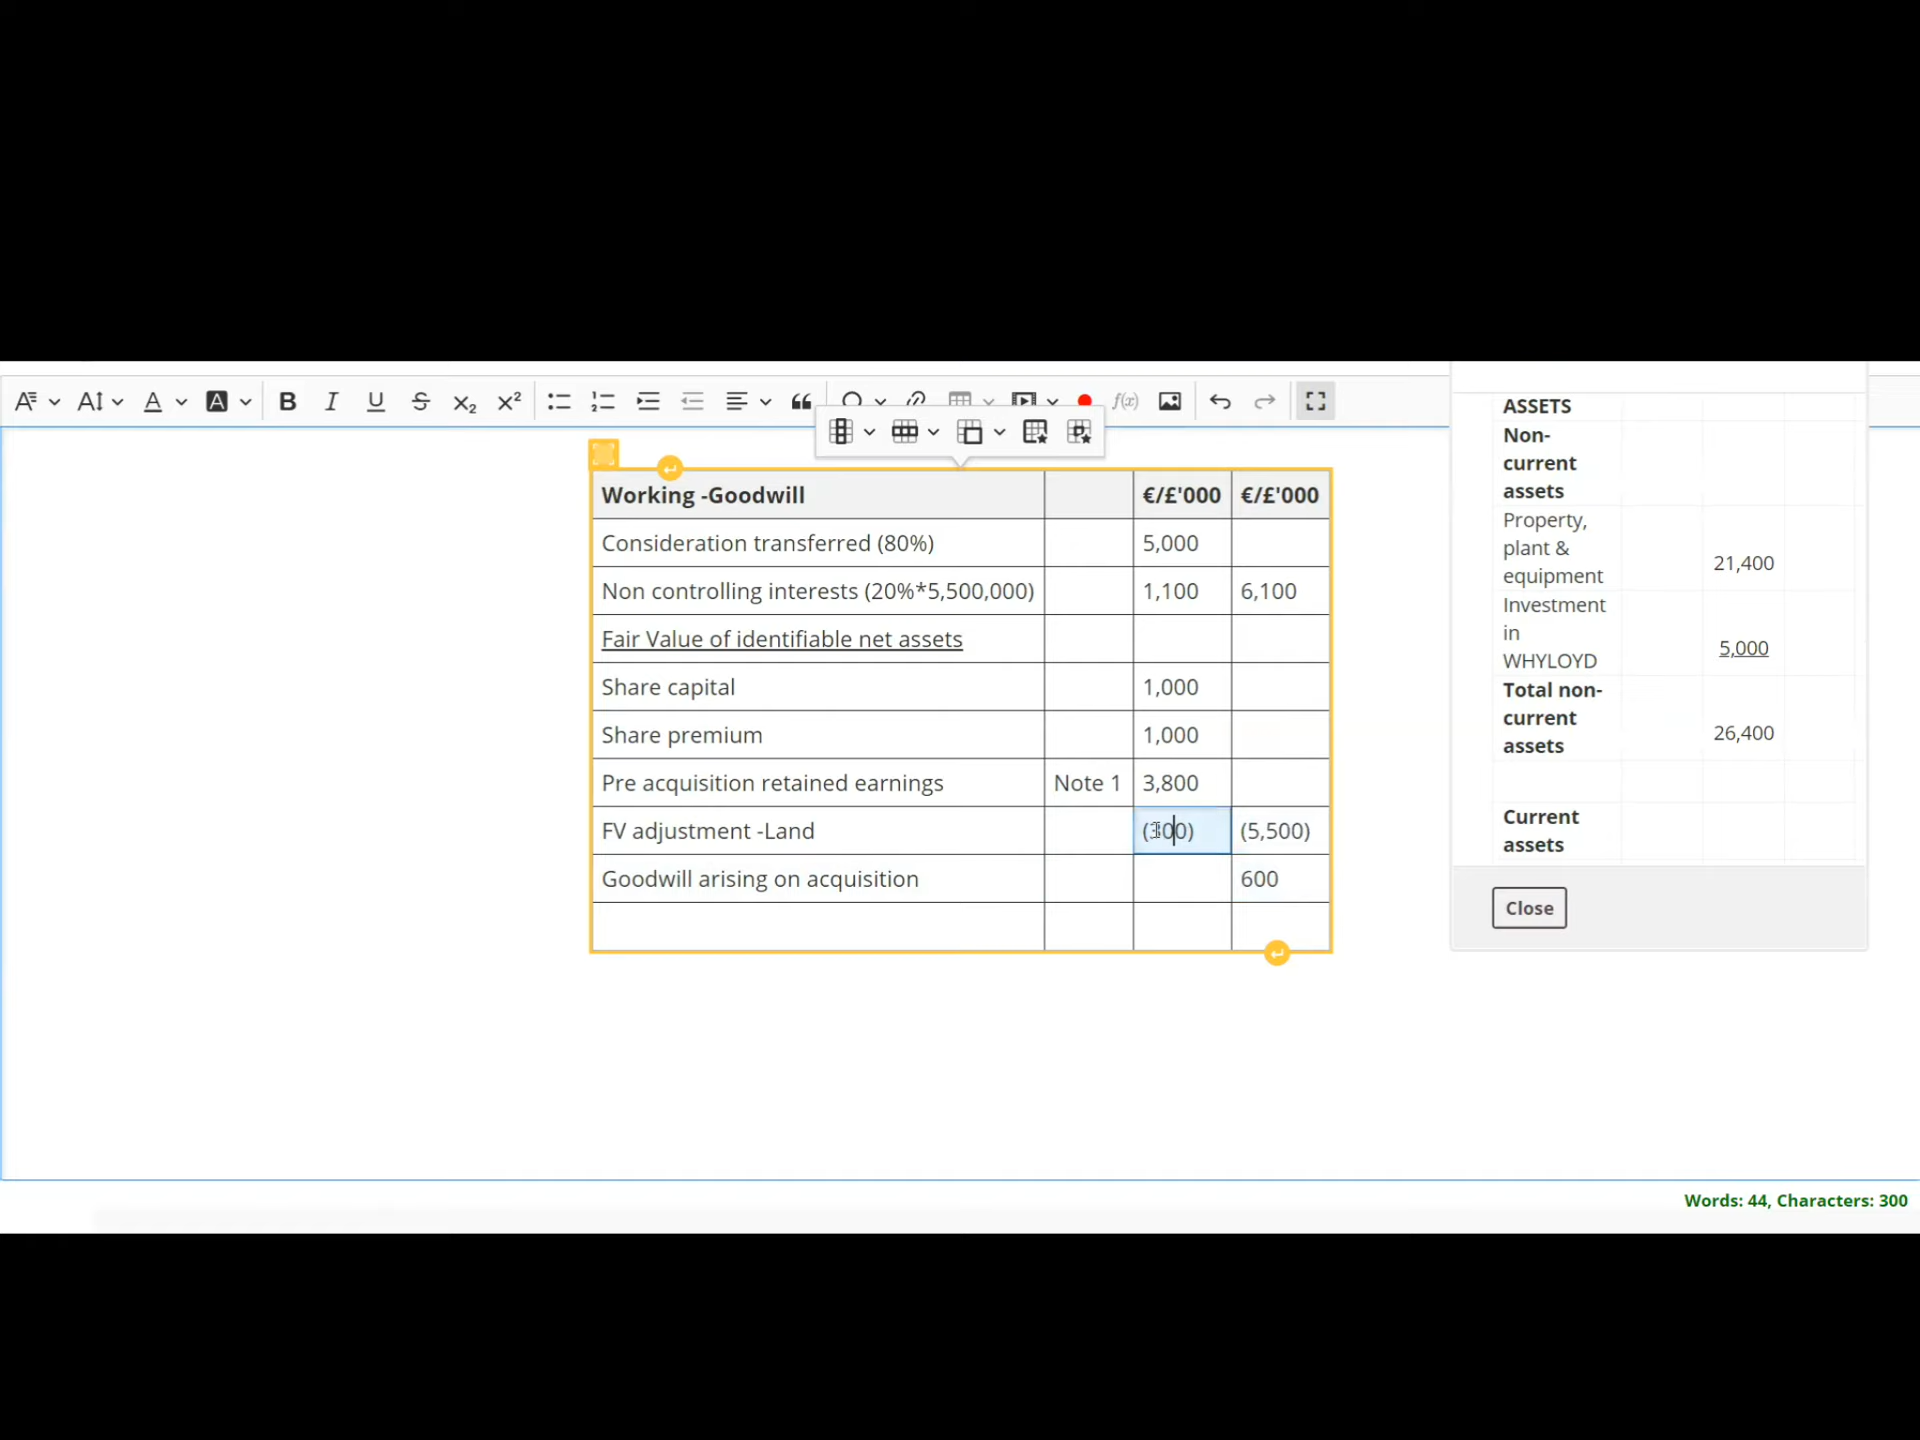 Working -Goodwill €/£'000 €/£'000
Consideration transferred (80%) 5,000
Non controlling interests (20%*5,500,000) 1,100 6,100
Fair Value of identifiable net assets
Share capital 1,000
Share premium 1,000
Pre acquisition retained earnings Note 1 3,800
FV adjustment -Land (300) (5,500)
Goodwill arising on acquisition 600
ASSETS
Non-
current
assets
Property,
plant &
equipment 21,400
Investment
in
WHYLOYD 5,000
Total non-
current
assets 26,400
Current
assets
Close
Words: 44, Characters: 300